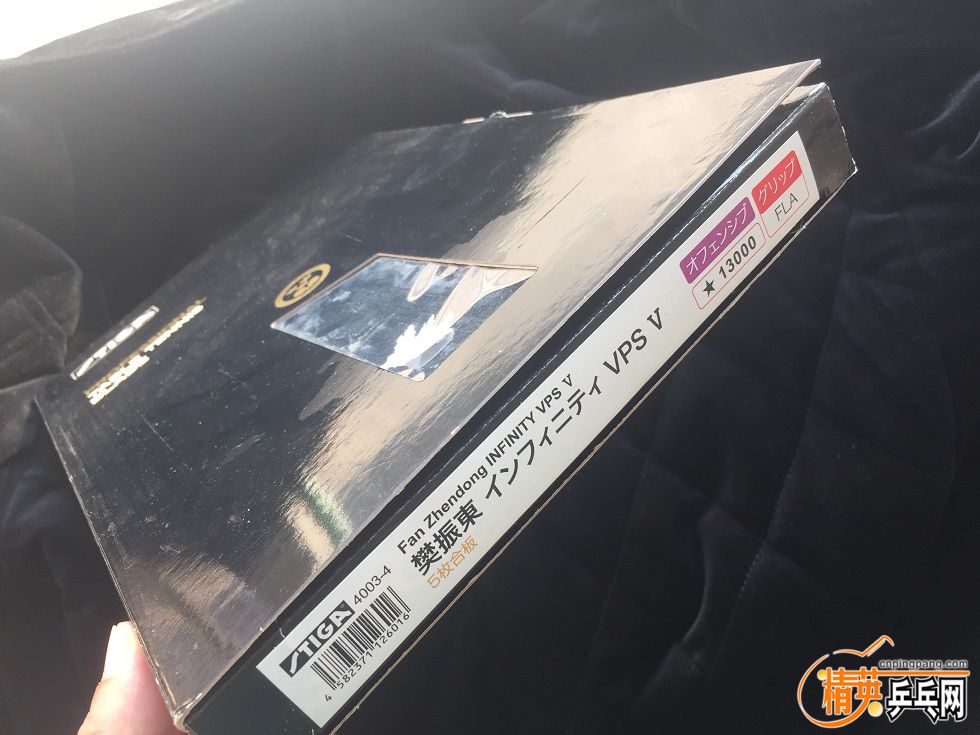 STIGA 4003-4
4 582371 126016
Fan Zhendong INFINITY VPS V
樊振東 インフィニティ VPS V
5枚合板
オフェンシブ
★ 13000
グリップ
FLA
cnpingpang.com
精英乒乓网